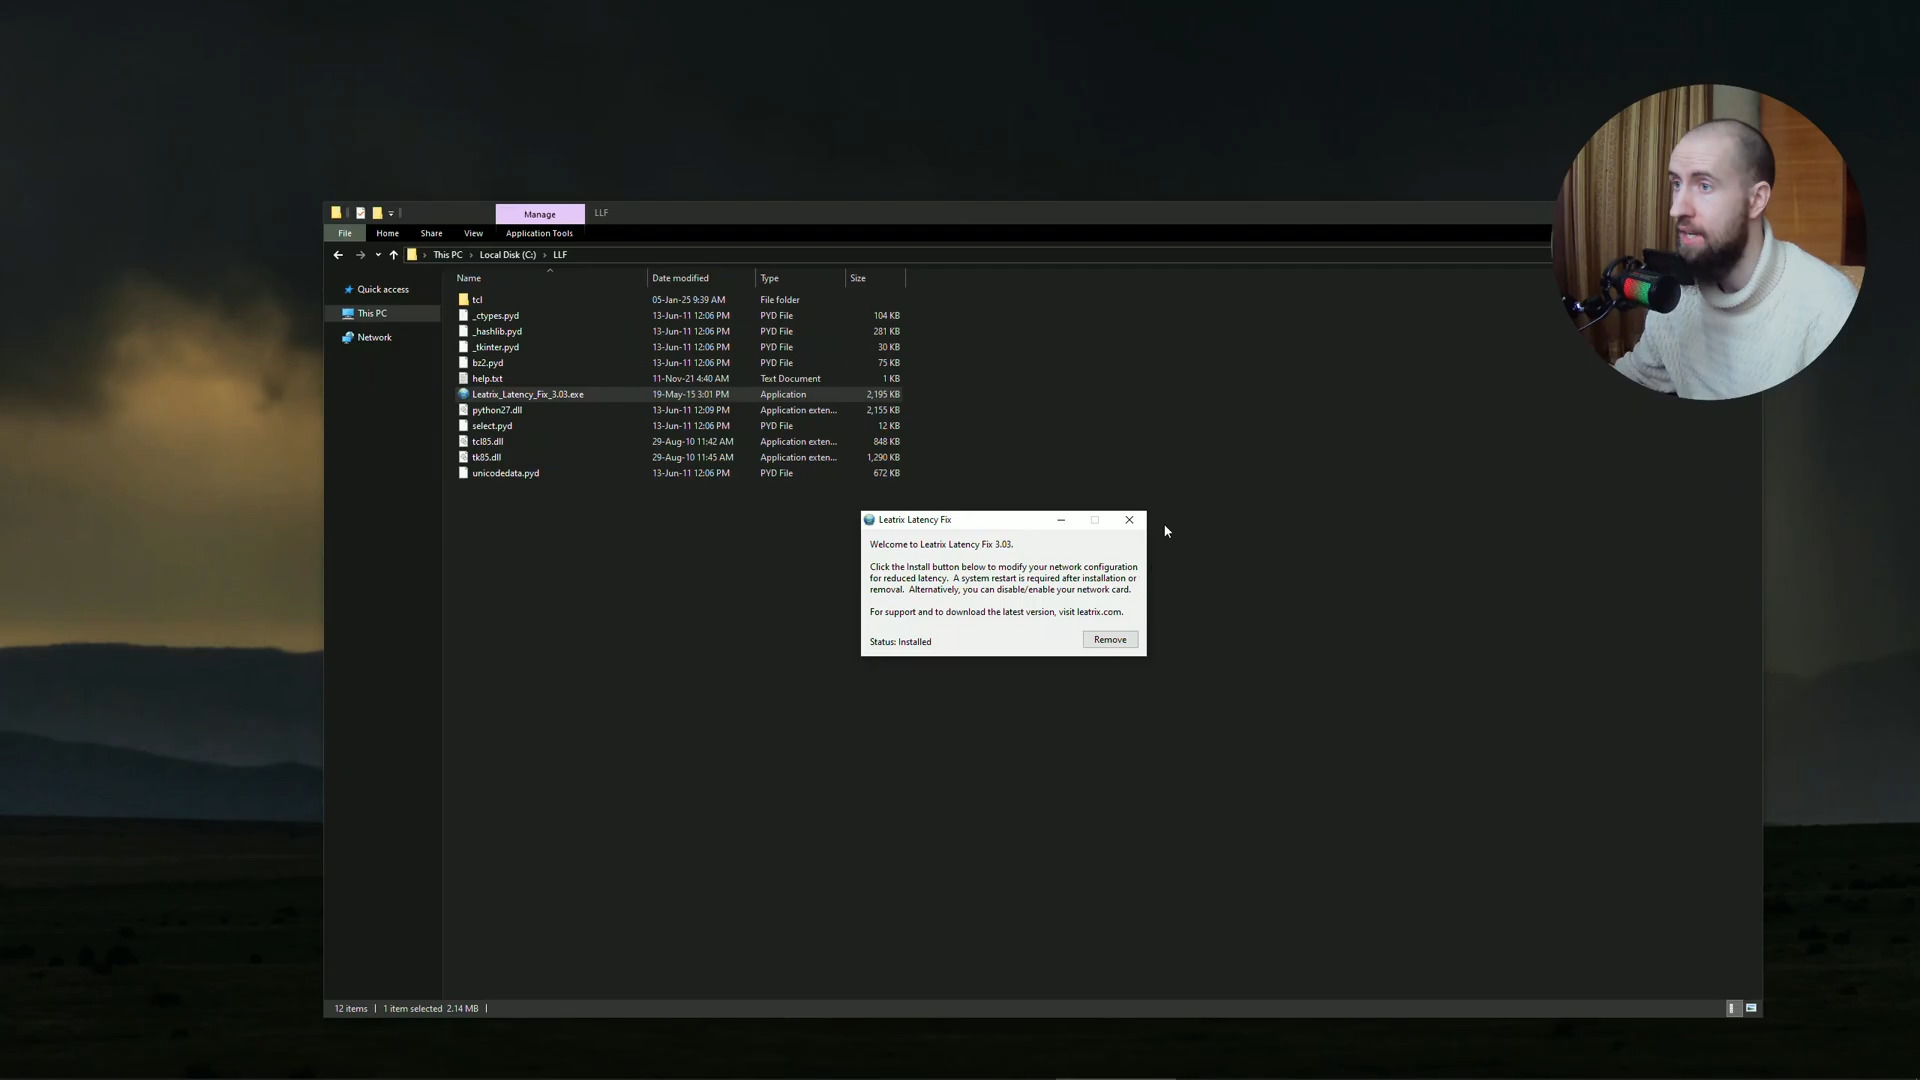 Manage
LLF
File
Home
Share
View
Application Tools
This PC > Local Disk (C:) > LLF
Quick access
This PC
Network
Name
Date modified
Type
Size
tcl 05-Jan-25 9:39 AM File folder
_ctypes.pyd 13-Jun-11 12:06 PM PYD File 104 KB
_hashlib.pyd 13-Jun-11 12:06 PM PYD File 281 KB
_tkinter.pyd 13-Jun-11 12:06 PM PYD File 30 KB
bz2.pyd 13-Jun-11 12:06 PM PYD File 75 KB
help.txt 11-Nov-21 4:40 AM Text Document 1 KB
Leatrix_Latency_Fix_3.03.exe 19-May-15 3:01 PM Application 2,195 KB
python27.dll 13-Jun-11 12:09 PM Application exten... 2,155 KB
select.pyd 13-Jun-11 12:06 PM PYD File 12 KB
tcl85.dll 29-Aug-10 11:42 AM Application exten... 848 KB
tk85.dll 29-Aug-10 11:45 AM Application exten... 1,290 KB
unicodedata.pyd 13-Jun-11 12:06 PM PYD File 672 KB
Leatrix Latency Fix
Welcome to Leatrix Latency Fix 3.03.
Click the Install button below to modify your network configuration
for reduced latency. A system restart is required after installation or
removal. Alternatively, you can disable/enable your network card.
For support and to download the latest version, visit leatrix.com.
Status: Installed
Remove
12 items
1 item selected 2.14 MB